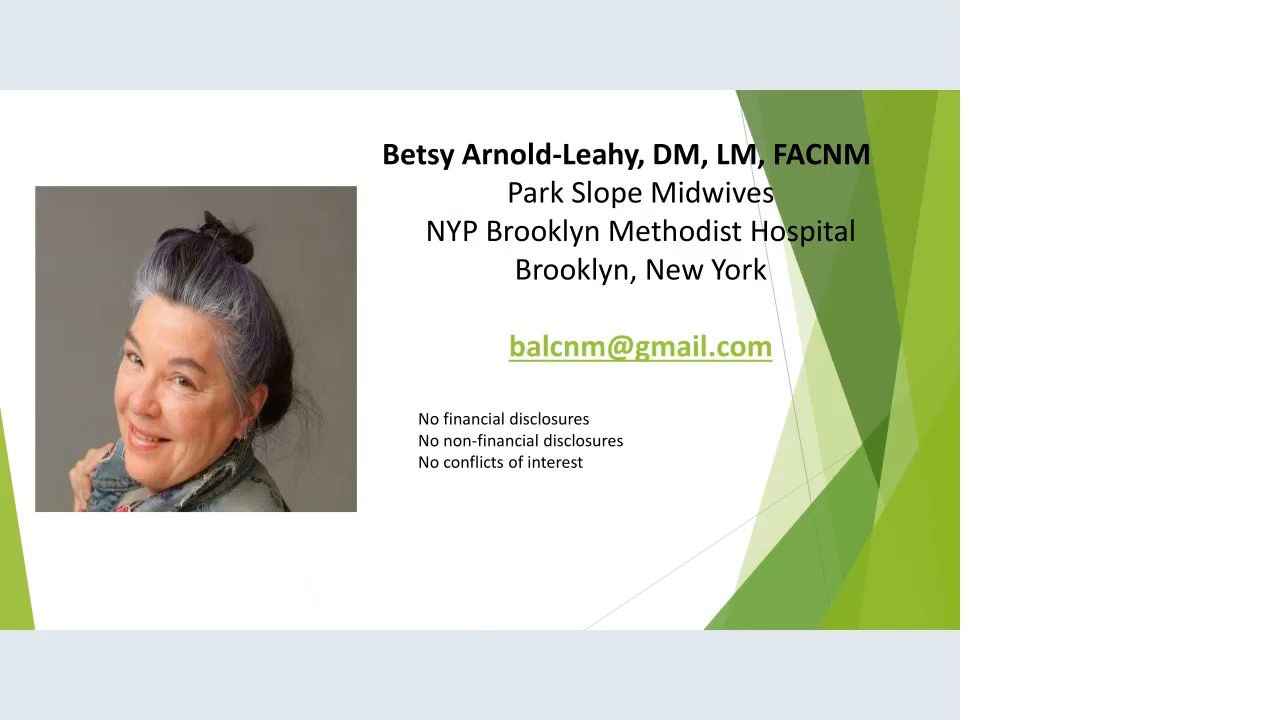 Betsy Arnold-Leahy, DM, LM, FACNM
Park Slope Midwives
NYP Brooklyn Methodist Hospital
Brooklyn, New York
balcnm@gmail.com
No financial disclosures
No non-financial disclosures
No conflicts of interest